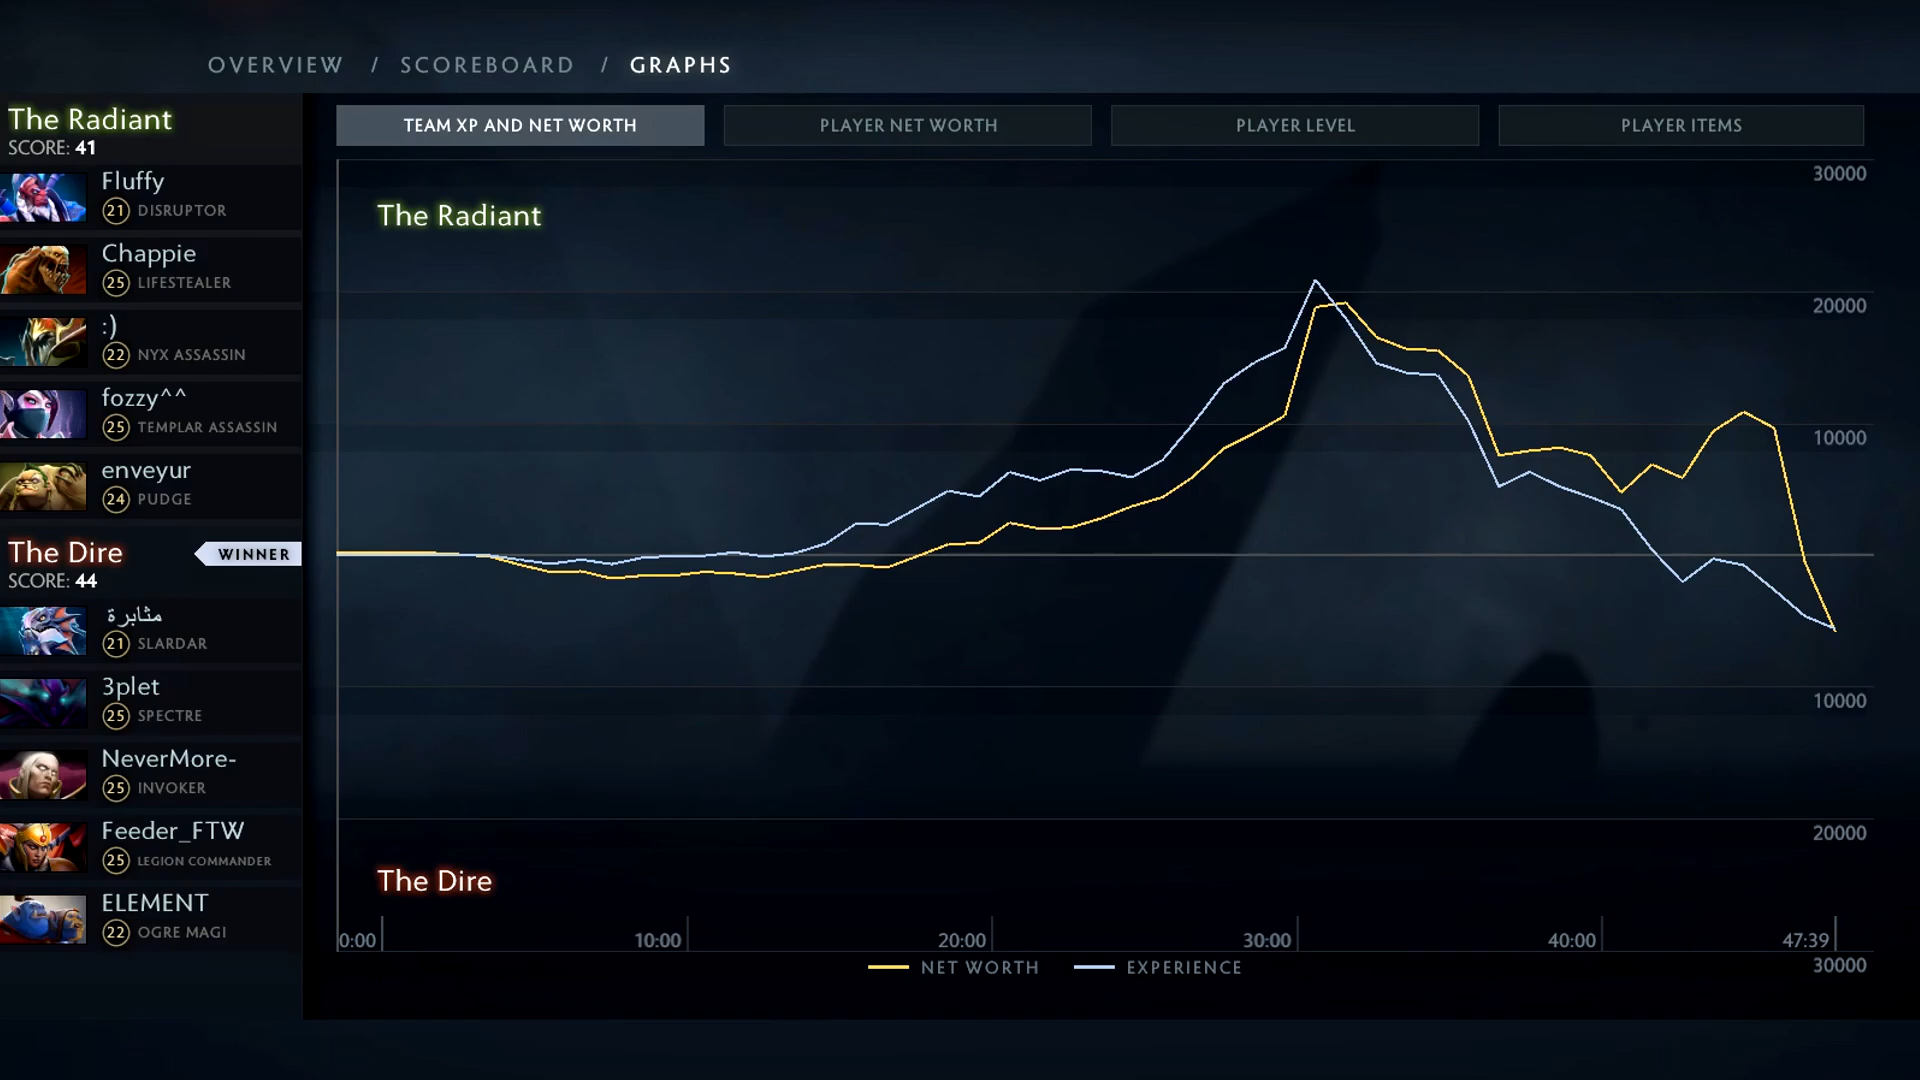 OVERVIEW / SCOREBOARD / GRAPHS
The Radiant
SCORE: 41
Fluffy
21 DISRUPTOR
Chappie
25 LIFESTEALER
:)
22 NYX ASSASSIN
fozzy^^
25 TEMPLAR ASSASSIN
enveyur
24 PUDGE
The Dire WINNER
SCORE: 44
مثابرة
21 SLARDAR
3plet
25 SPECTRE
NeverMore-
25 INVOKER
Feeder_FTW
25 LEGION COMMANDER
ELEMENT
22 OGRE MAGI
TEAM XP AND NET WORTH PLAYER NET WORTH PLAYER LEVEL PLAYER ITEMS
30000
The Radiant
20000
10000
10000
20000
The Dire
0:00 10:00 20:00 30:00 40:00 47:39
30000
NET WORTH EXPERIENCE